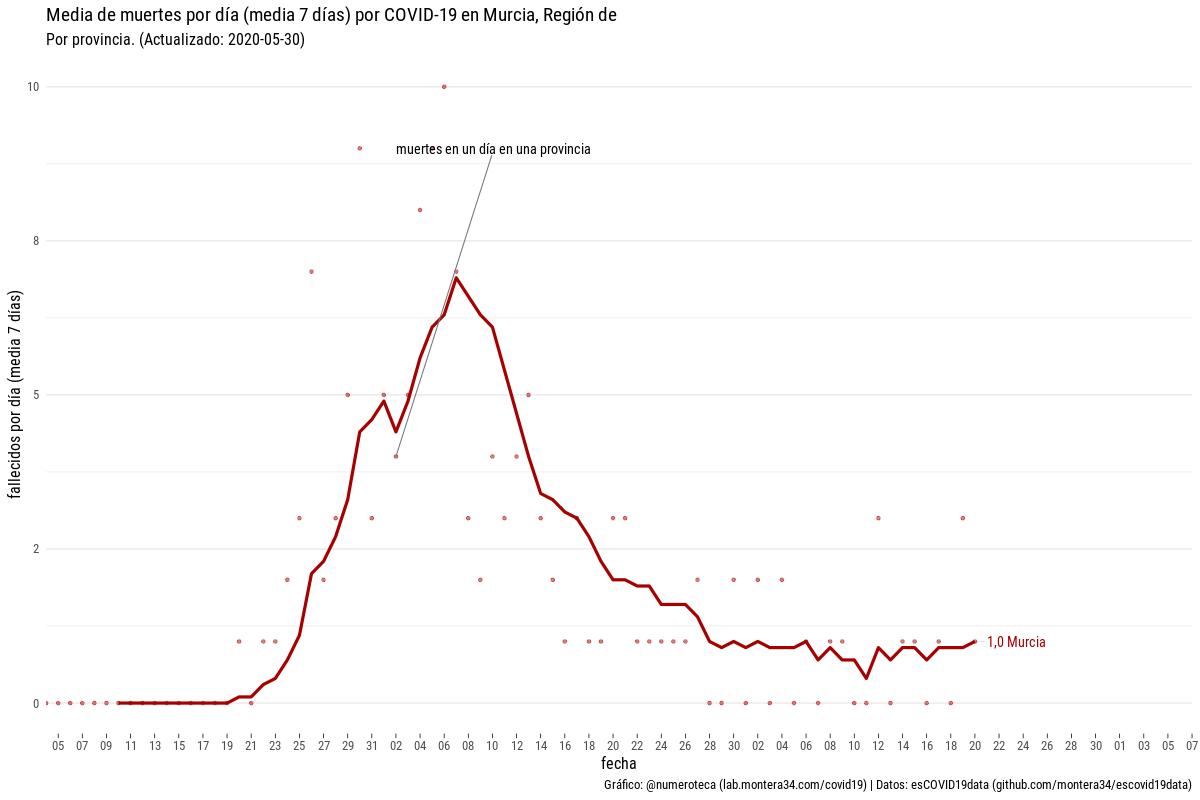 Media de muertes por día (media 7 días) por COVID-19 en Murcia, Región de
Por provincia. (Actualizado: 2020-05-30)
10
muertes en un día en una provincia
8
fallecidos por día (media 7 días)
5
2
1,0 Murcia
0
05 07 09 11 13 15 17 19 21 23 25 27 29 31 02 04 06 08 10 12 14 16 18 20 22 24 26 28 30 02 04 06 08 10 12 14 16 18 20 22 24 26 28 30 01 03 05 07
fecha
Gráfico: @numeroteca (lab.montera34.com/covid19) | Datos: esCOVID19data (github.com/montera34/escovid19data)